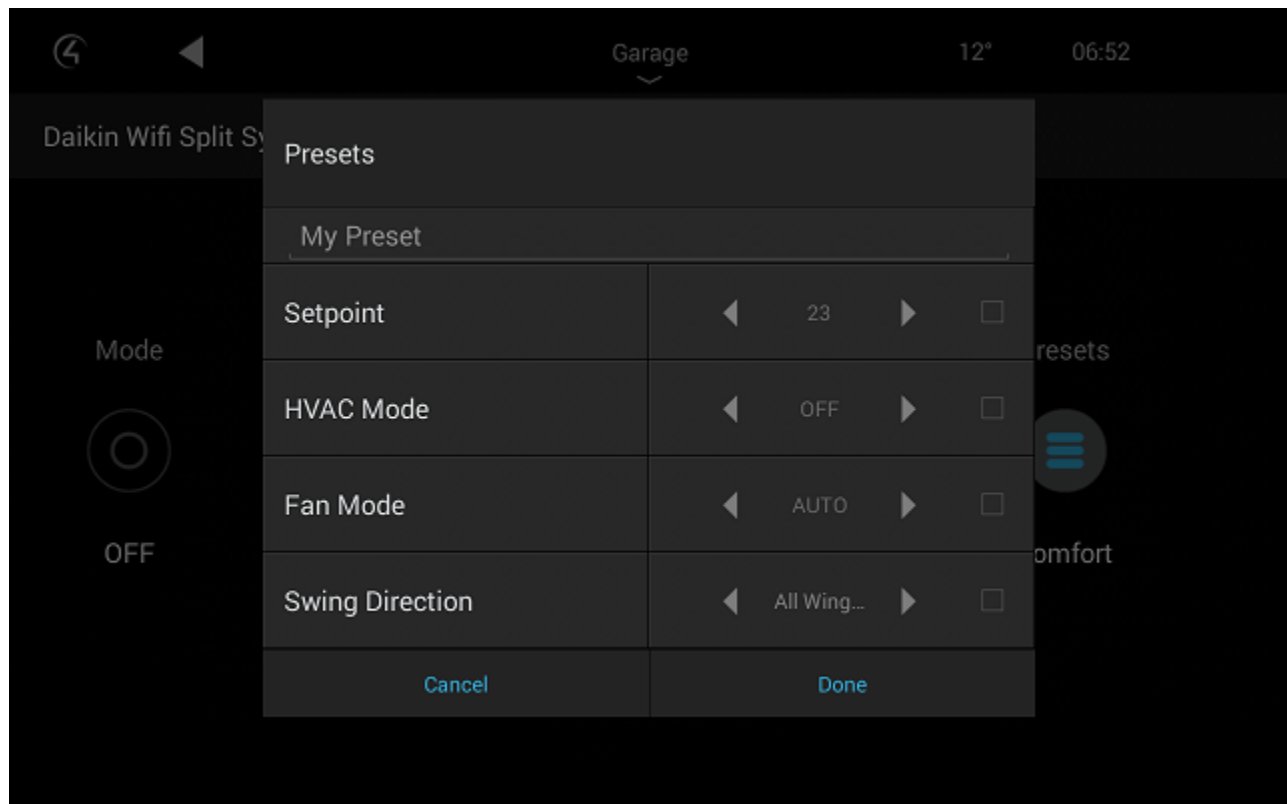 Garage 12° 06:52
Daikin Wifi Split Sy
Presets
My Preset
Setpoint 23
Mode
resets
HVAC Mode OFF
Fan Mode AUTO
OFF
omfort
Swing Direction All Wing...
Cancel Done